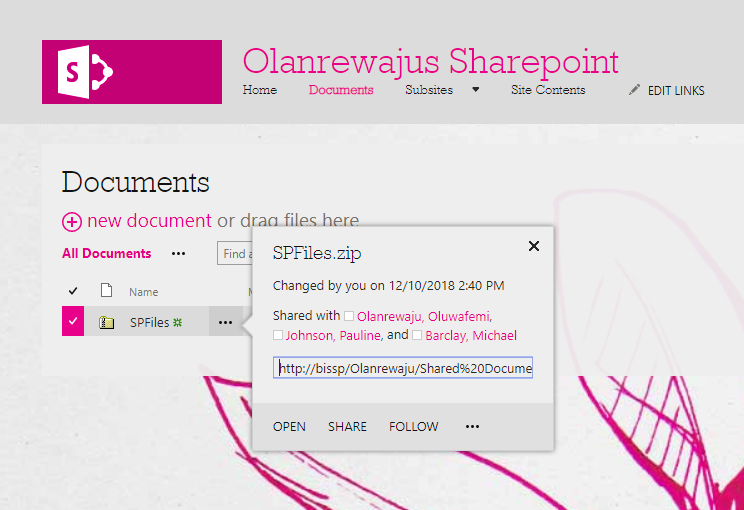 S
Olanrewajus Sharepoint
Home Documents Subsites Site Contents EDIT LINKS
Documents
new document or drag files here
All Documents ... Find a
Name
SPFiles ...
SPFiles.zip
Changed by you on 12/10/2018 2:40 PM
Shared with Olanrewaju, Oluwafemi,
Johnson, Pauline, and Barclay, Michael
http://bissp/Olanrewaju/Shared%20Docume
OPEN SHARE FOLLOW ...